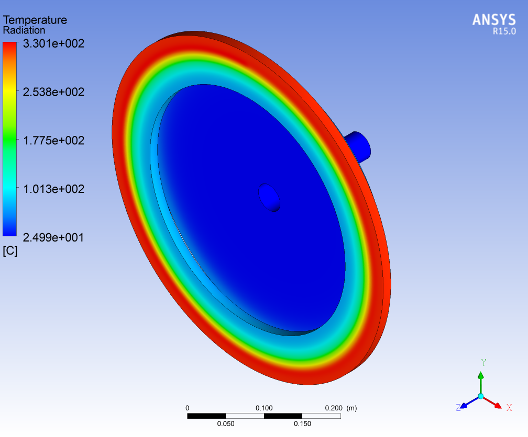 Temperature
Radiation
ANSYS
R15.0
3.301e+002
2.538e+002
1.775e+002
1.013e+002
2.499e+001
[C]
Y
Z
X
0
0.100
0.200 (m)
0.050
0.150